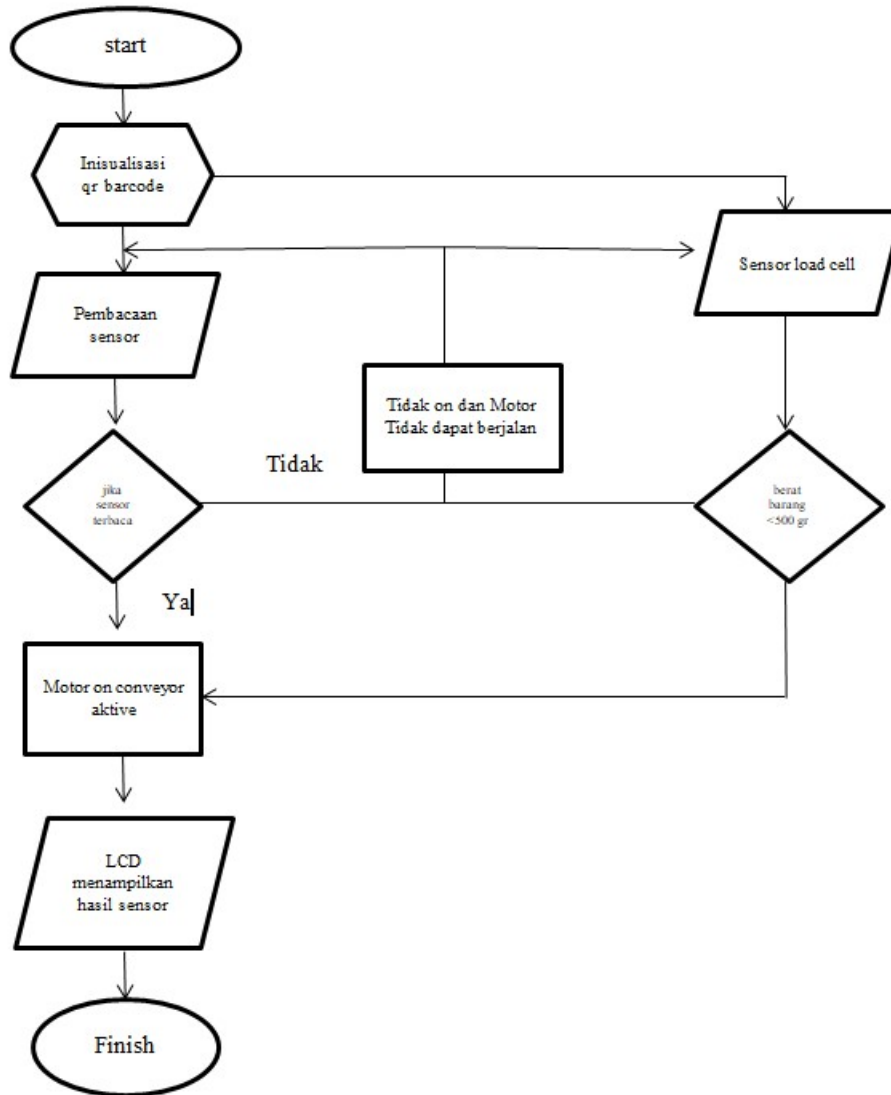 start
Inisualisasi
qr barcode
Sensor load cell
Pembacaan
sensor
Tidak on dan Motor
Tidak dapat berjalan
Tidak
jika
sensor
terbaca
berat
barang
<500 gr
Ya
Motor on conveyor
aktive
LCD
menampilkan
hasil sensor
Finish